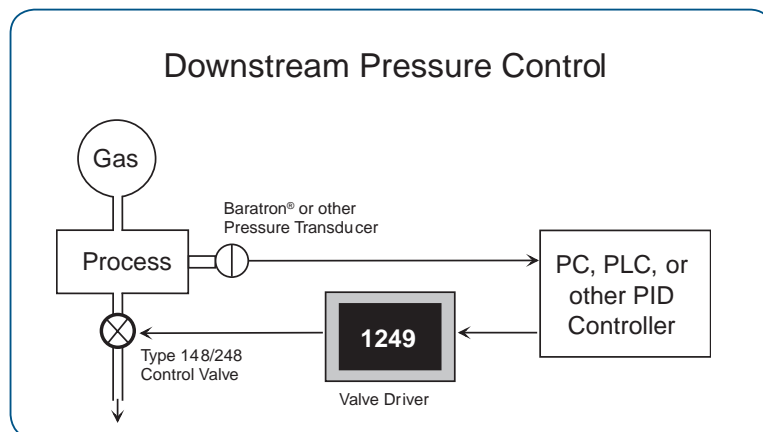 Downstream Pressure Control
Gas
Baratron® or other
Pressure Transducer
Process
PC, PLC, or
other PID
Controller
1249
Type 148/248
Control Valve
Valve Driver